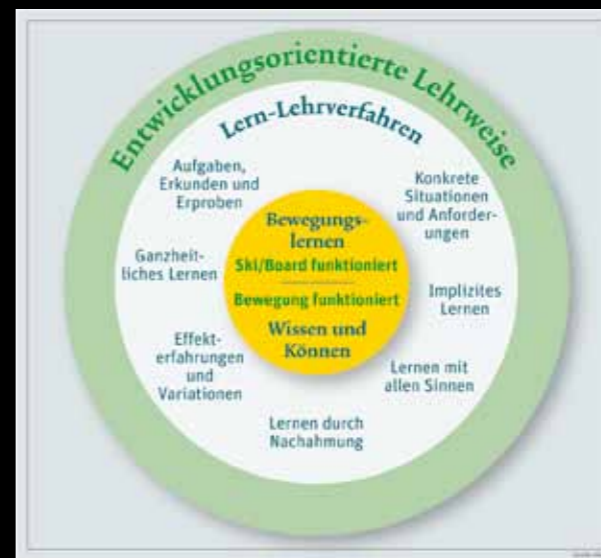 Entwicklungsorientierte Lehrweise
Lern-Lehrverfahren
Aufgaben,
Erkunden und
Erproben
Konkrete
Situationen
und Anforder-
ungen
Ganzheit-
liches Lernen
Bewegungs-
lernen
Ski/Board funktioniert
Bewegung funktioniert
Wissen und
Können
Implizites
Lernen
Effekt-
erfahrungen
und
Variationen
Lernen mit
allen Sinnen
Lernen durch
Nachahmung